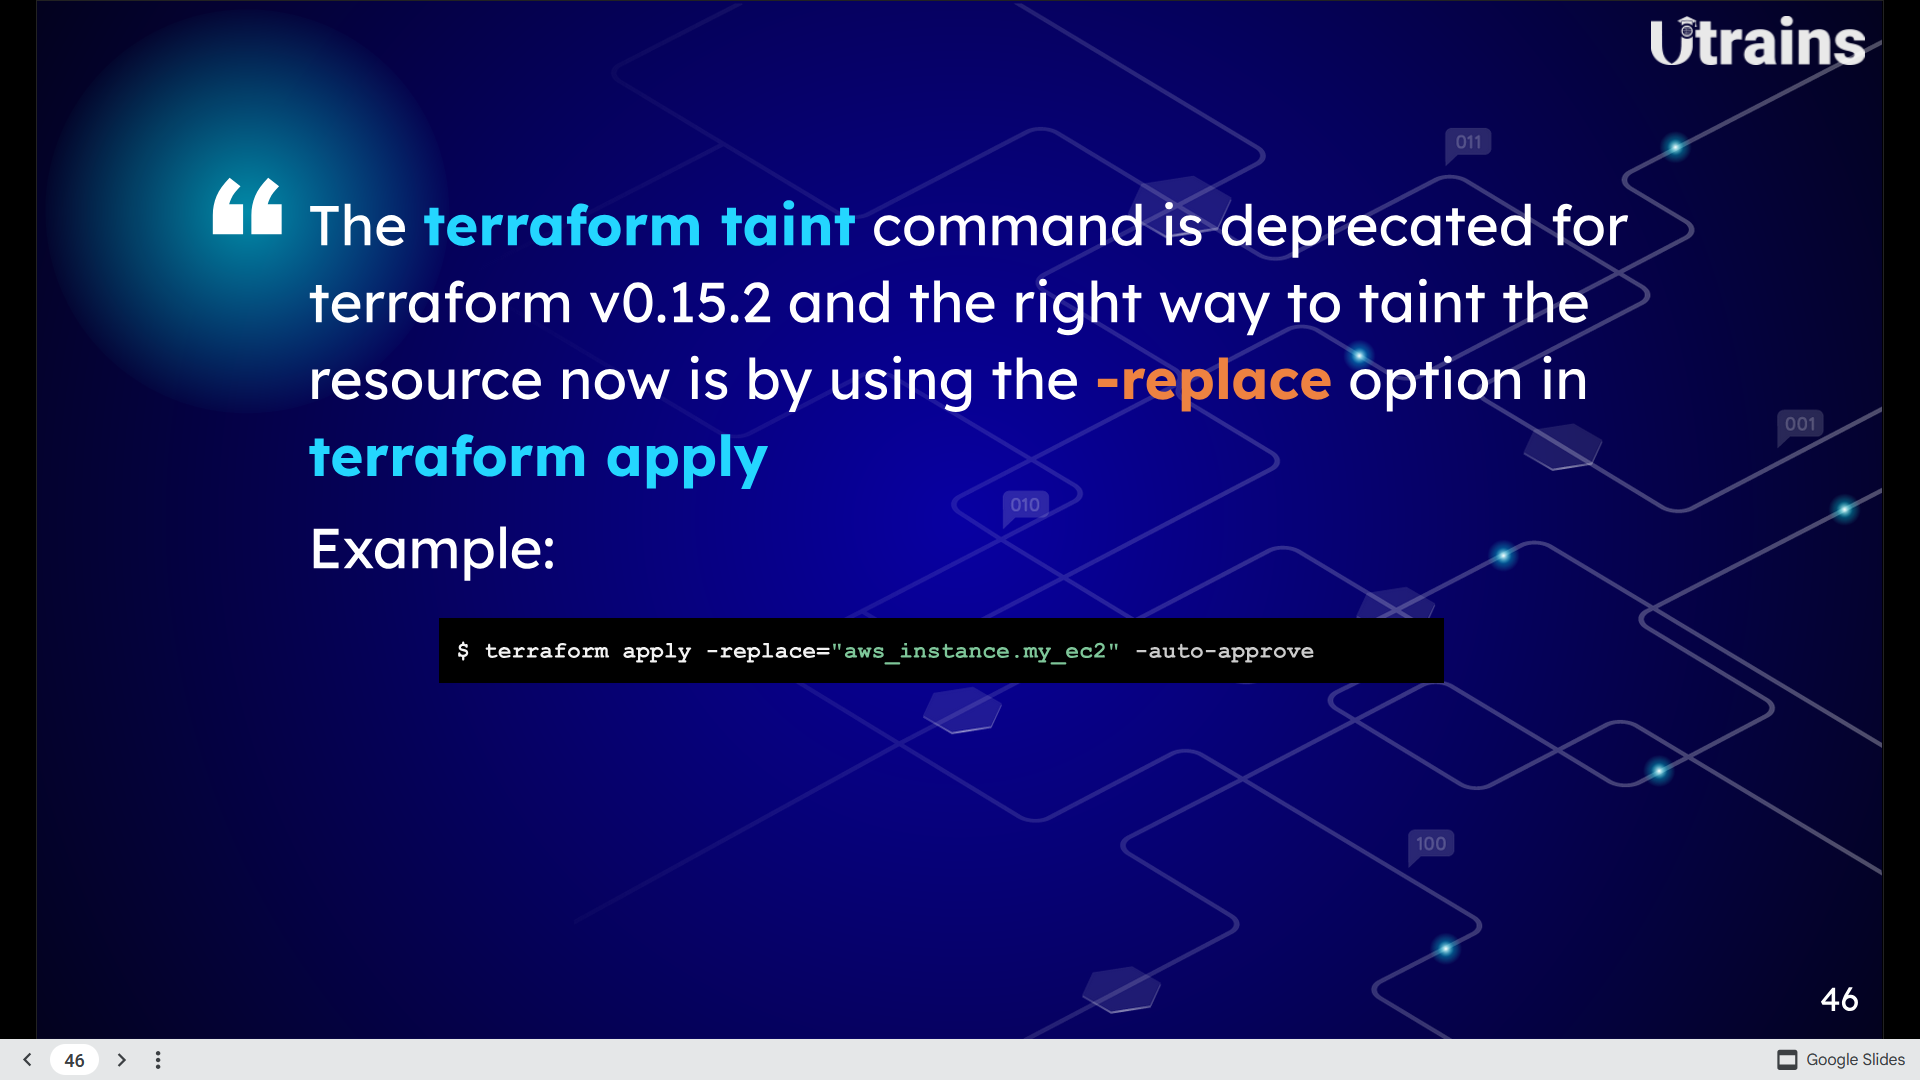 Utrains
011
“ The terraform taint command is deprecated for
terraform v0.15.2 and the right way to taint the
resource now is by using the -replace option in
terraform apply
001
010
Example:
$ terraform apply -replace="aws_instance.my_ec2" -auto-approve
100
46
46
Google Slides